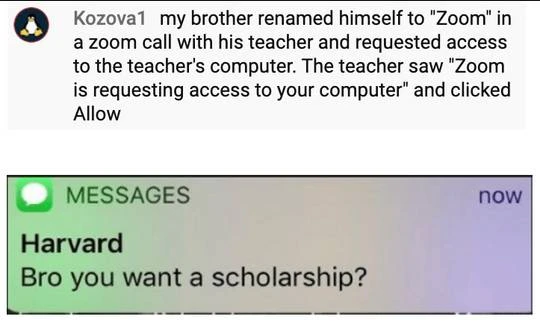 Kozova1 my brother renamed himself to "Zoom" in
a zoom call with his teacher and requested access
to the teacher's computer. The teacher saw "Zoom
is requesting access to your computer" and clicked
Allow
MESSAGES now
Harvard
Bro you want a scholarship?